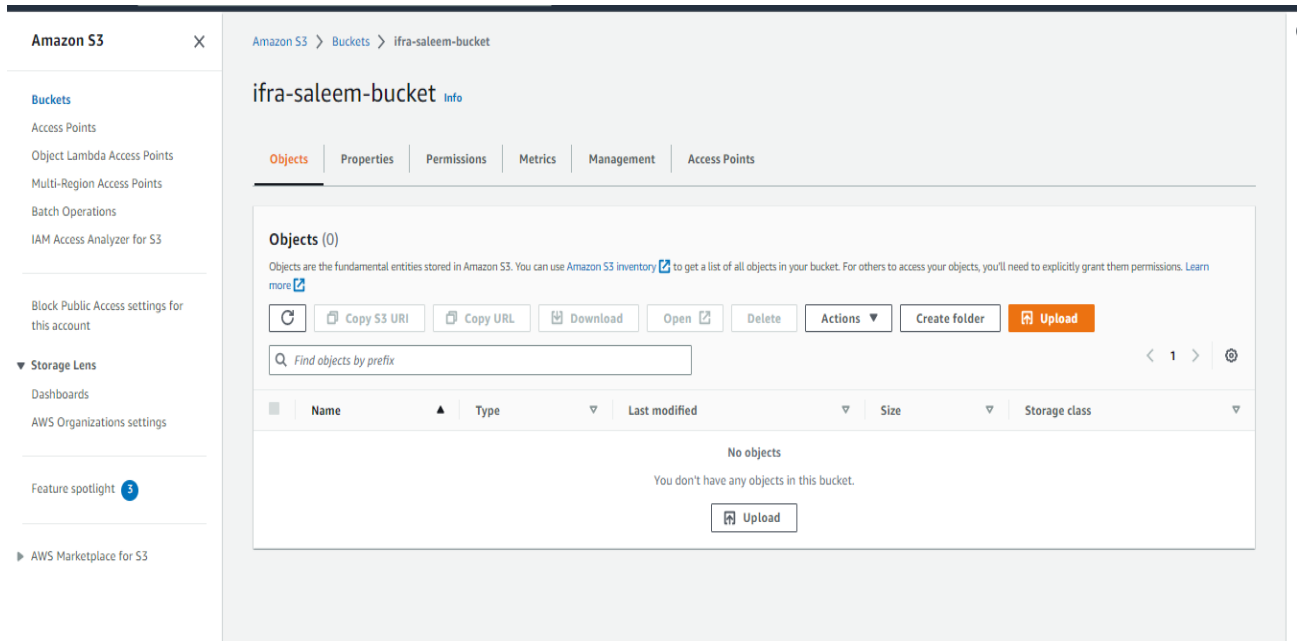 Amazon S3
Buckets
Access Points
Object Lambda Access Points
Multi-Region Access Points
Batch Operations
IAM Access Analyzer for S3
Block Public Access settings for
this account
Storage Lens
Dashboards
AWS Organizations settings
Feature spotlight 3
AWS Marketplace for S3
Amazon S3 > Buckets > ifra-saleem-bucket
ifra-saleem-bucket Info
Objects Properties Permissions Metrics Management Access Points
Objects (0)
Objects are the fundamental entities stored in Amazon S3. You can use Amazon S3 inventory to get a list of all objects in your bucket. For others to access your objects, you'll need to explicitly grant them permissions. Learn
more
Copy S3 URI Copy URL Download Open Delete Actions Create folder Upload
Find objects by prefix 1
Name Type Last modified Size Storage class
No objects
You don't have any objects in this bucket.
Upload